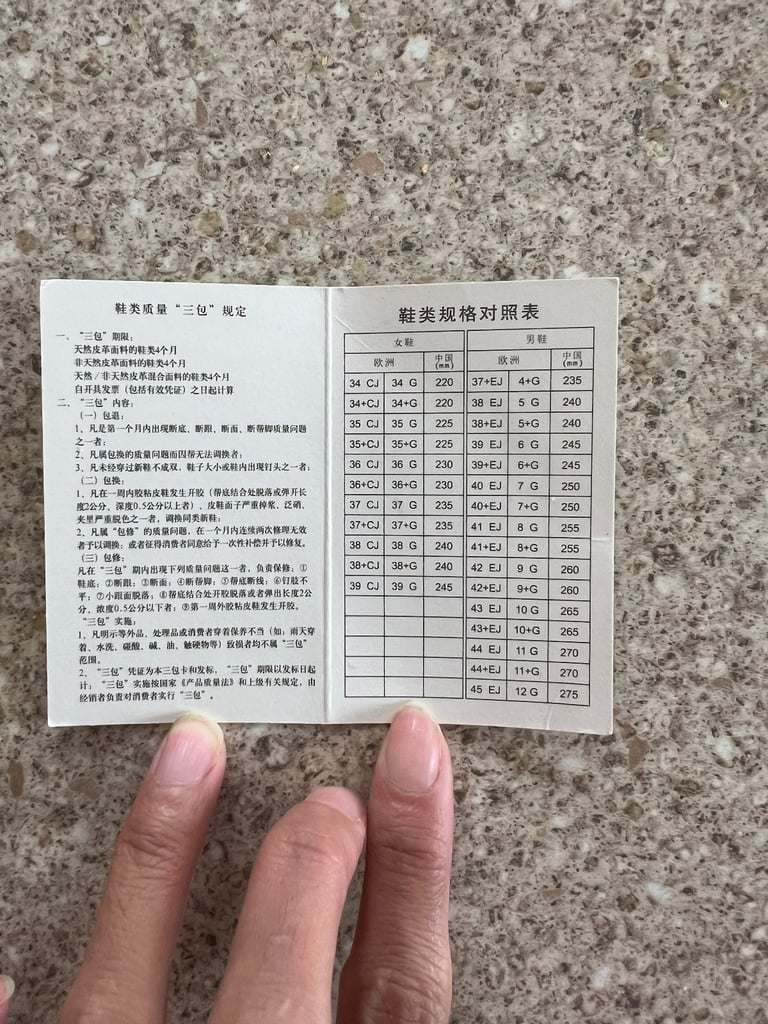 鞋类质量“三包”规定
一、“三包”期限：
天然皮革面料的鞋类4个月
非天然皮革面料的鞋类4个月
天然／非天然皮革混合面料的鞋类4个月
自开具发票（包括有效凭证）之日起计算
二、“三包”内容：
（一）包退：
1、凡是第一个月内出现断底、断跟、断面、断帮脚质量问题
之一者；
2、凡属包换的质量问题而因帮无法调换者；
3、凡未经穿过新鞋不成双，鞋子大小或鞋内出现钉头之一者；
（二）包换：
1、凡在一周内胶粘皮鞋发生开胶（帮底结合处脱落或弹开长
度2公分、深度0.5公分以上者）、皮鞋面子严重掉浆、泛硝、
夹里严重脱色之一者，调换同类新鞋；
2、凡属“包修”的质量问题，在一个月内连续两次修理无效
者予以调换；或者征得消费者同意给予一次性补偿并予以修复。
（三）包修：
凡在“三包”期内出现下列质量问题这一者，负责保修：①
鞋底；②断跟；③断面；④断帮脚；⑤帮底断线；⑥钉肢不
平；⑦小跟面脱落；⑧帮底结合处开胶脱落或者弹出长度2公
分、浓度0.5公分以下者；⑨第一周外胶粘皮鞋发生开胶。
“三包”实施：
1、凡明示等外品、处理品或消费者穿着保养不当（如：雨天穿
着、水洗、碰酸、碱、油、触硬物等）致损者均不属“三包”
范围。
2、“三包”凭证为本三包卡和发标，“三包”期限以发标日起
计；“三包”实施按国家《产品质量法》和上级有关规定，由
经销者负责对消费者实行“三包”。
鞋类规格对照表
女鞋 男鞋
欧洲 中国(mm) 欧洲 中国(mm)
34 CJ 34 G 220 37+EJ 4+G 235
34+CJ 34+G 220 38 EJ 5 G 240
35 CJ 35 G 225 38+EJ 5+G 240
35+CJ 35+G 225 39 EJ 6 G 245
36 CJ 36 G 230 39+EJ 6+G 245
36+CJ 36+G 230 40 EJ 7 G 250
37 CJ 37 G 235 40+EJ 7+G 250
37+CJ 37+G 235 41 EJ 8 G 255
38 CJ 38 G 240 41+EJ 8+G 255
38+CJ 38+G 240 42 EJ 9 G 260
39 CJ 39 G 245 42+EJ 9+G 260
43 EJ 10 G 265
43+EJ 10+G 265
44 EJ 11 G 270
44+EJ 11+G 270
45 EJ 12 G 275